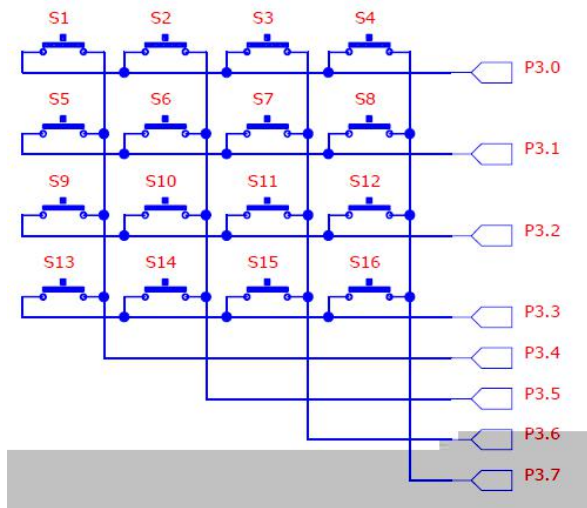 S1 S2 S3 S4
P3.0
S5 S6 S7 S8
P3.1
S9 S10 S11 S12
P3.2
S13 S14 S15 S16
P3.3
P3.4
P3.5
P3.6
P3.7